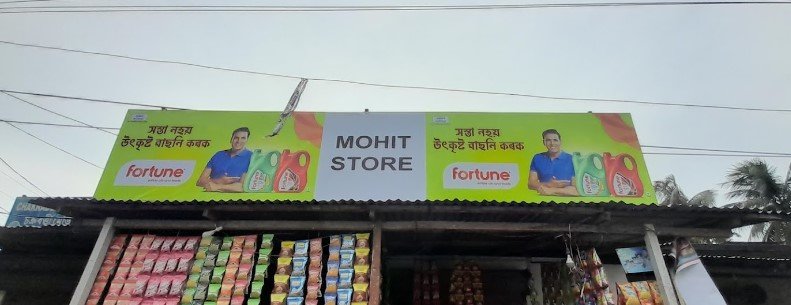 সস্তা নহয়
উৎকৃষ্ট বাছনি কৰক
fortune
MOHIT
STORE
সস্তা নহয়
উৎকৃষ্ট বাছনি কৰক
fortune